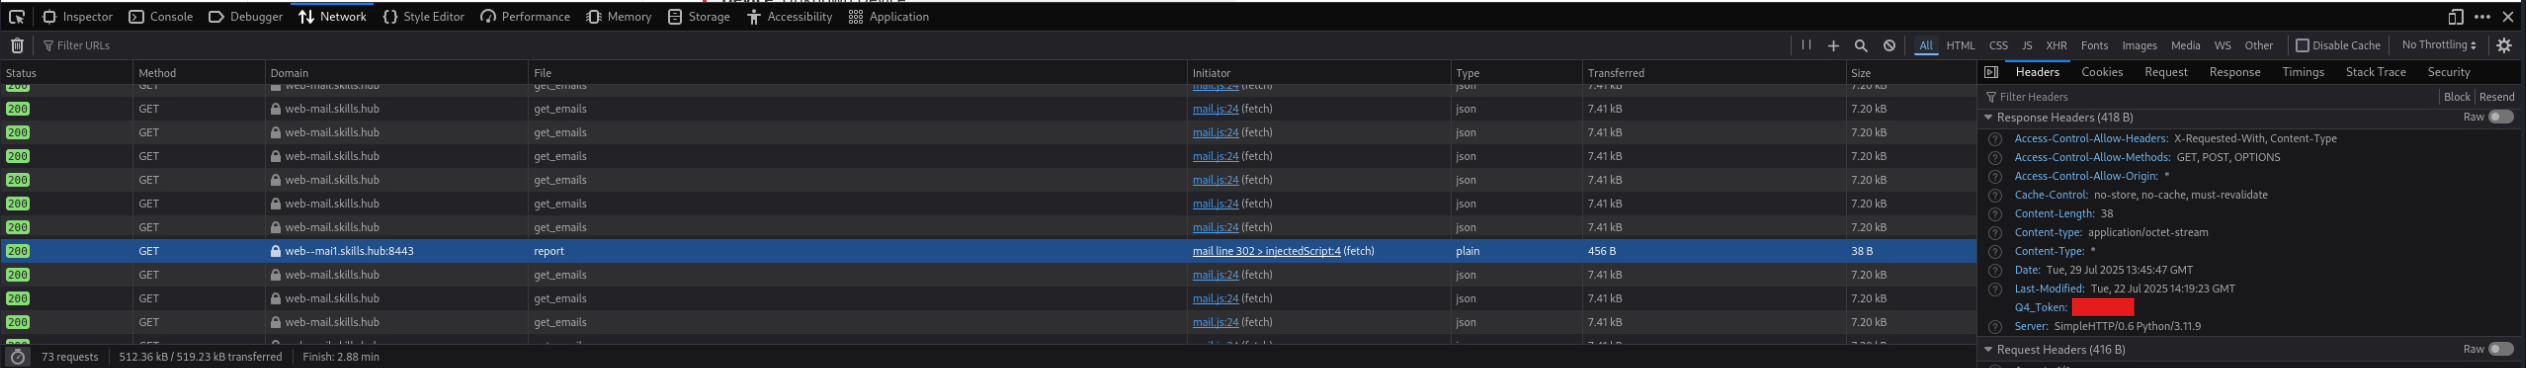 Inspector Console Debugger Network Style Editor Performance Memory Storage Accessibility Application
Filter URLs All HTML CSS JS XHR Fonts Images Media WS Other Disable Cache No Throttling
Status Method Domain File Initiator Type Transferred Size
200 GET web-mail.skills.hub get_emails mail.js:24 (fetch) json 7.41 kB 7.20 kB
200 GET web-mail.skills.hub get_emails mail.js:24 (fetch) json 7.41 kB 7.20 kB
200 GET web-mail.skills.hub get_emails mail.js:24 (fetch) json 7.41 kB 7.20 kB
200 GET web-mail.skills.hub get_emails mail.js:24 (fetch) json 7.41 kB 7.20 kB
200 GET web-mail.skills.hub get_emails mail.js:24 (fetch) json 7.41 kB 7.20 kB
200 GET web-mail.skills.hub get_emails mail.js:24 (fetch) json 7.41 kB 7.20 kB
200 GET web-mail.skills.hub get_emails mail.js:24 (fetch) json 7.41 kB 7.20 kB
200 GET web--mai1.skills.hub:8443 report mail line 302 > injectedScript:4 (fetch) plain 456 B 38 B
200 GET web-mail.skills.hub get_emails mail.js:24 (fetch) json 7.41 kB 7.20 kB
200 GET web-mail.skills.hub get_emails mail.js:24 (fetch) json 7.41 kB 7.20 kB
200 GET web-mail.skills.hub get_emails mail.js:24 (fetch) json 7.41 kB 7.20 kB
73 requests 512.36 kB / 519.23 kB transferred Finish: 2.88 min
Headers Cookies Request Response Timings Stack Trace Security
Filter Headers Block Resend
Response Headers (418 B) Raw
Access-Control-Allow-Headers: X-Requested-With, Content-Type
Access-Control-Allow-Methods: GET, POST, OPTIONS
Access-Control-Allow-Origin: *
Cache-Control: no-store, no-cache, must-revalidate
Content-Length: 38
Content-type: application/octet-stream
Content-Type: *
Date: Tue, 29 Jul 2025 13:45:47 GMT
Last-Modified: Tue, 22 Jul 2025 14:19:23 GMT
Q4_Token:
Server: SimpleHTTP/0.6 Python/3.11.9
Request Headers (416 B) Raw